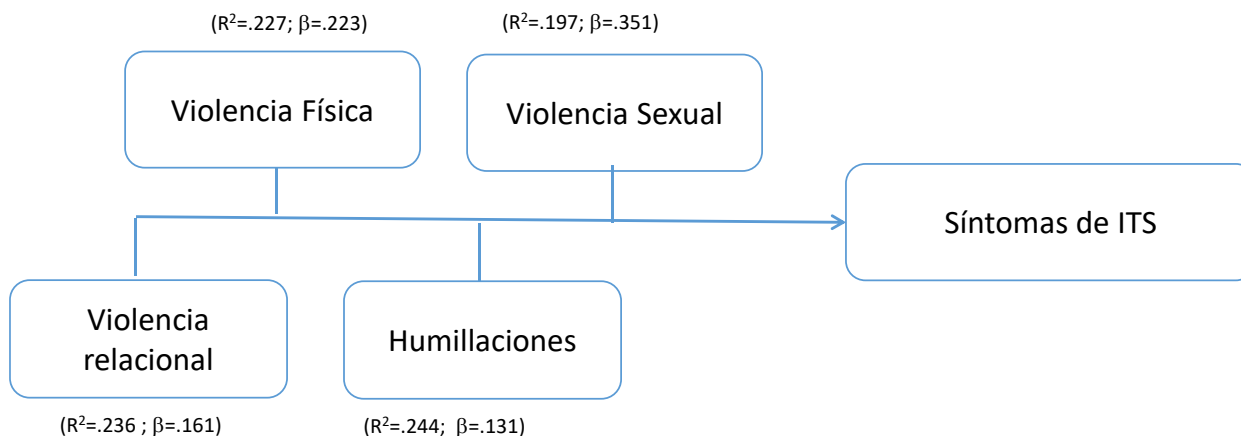 (R²=.227; β=.223)
(R²=.197; β=.351)
Violencia Física
Violencia Sexual
Síntomas de ITS
Violencia
relacional
Humillaciones
(R²=.236 ; β=.161)
(R²=.244;  β=.131)